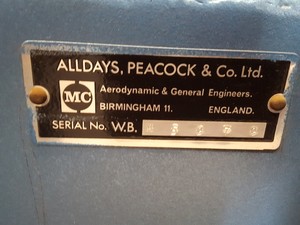 ALLDAYS, PEACOCK & Co. Ltd.
MC
Aerodynamic & General Engineers.
BIRMINGHAM 11. ENGLAND.
SERIAL No. W.B.